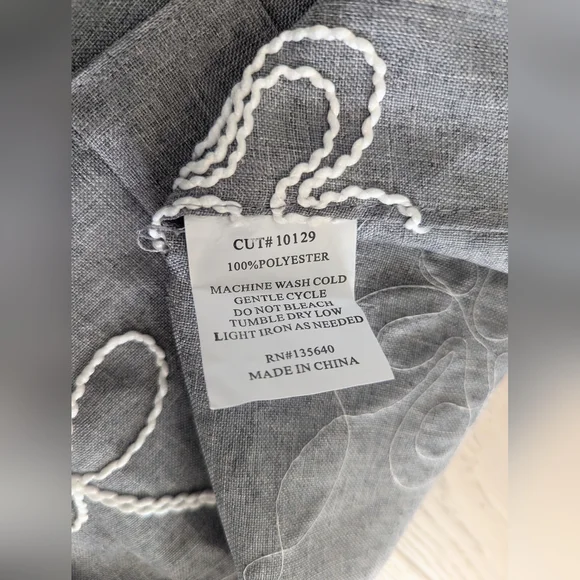 CUT# 10129
100%POLYESTER
MACHINE WASH COLD
GENTLE CYCLE
DO NOT BLEACH
TUMBLE DRY LOW
LIGHT IRON AS NEEDED
RN#135640
MADE IN CHINA